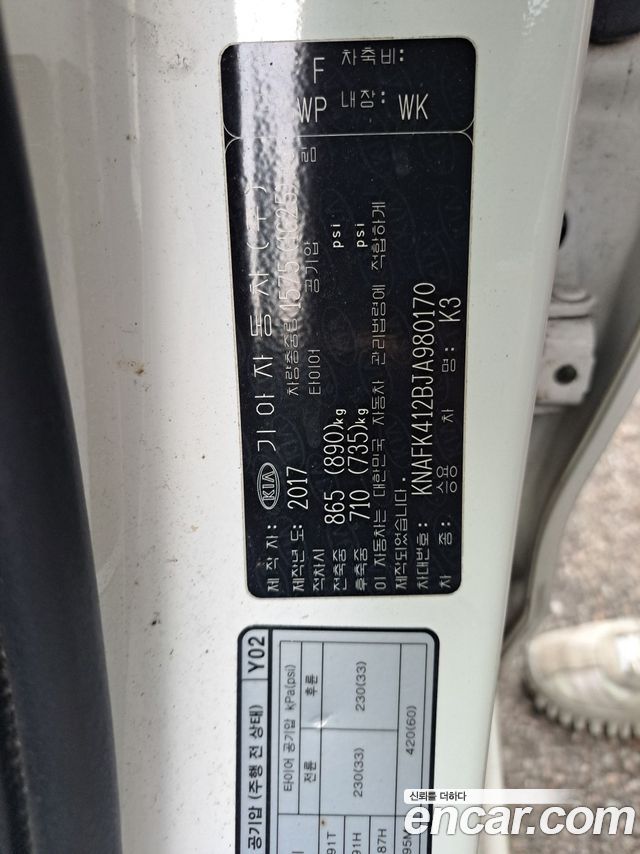 KIA 기아자동차(주)
제작자:
제작년도: 2017
적차시
차량총중량
전축중 865 (890)kg
타이어 공기압 psi
후축중 710 (735)kg
psi
이 자동차는 대한민국 자동차 관리법령에 적합하게
제작되었습니다.
차대번호: KNAFK412BJA980170
차종: 승용 차명: K3
F 차축비:
WP 내장: WK
공기압 (주행 전 상태) Y02
타이어 공기압 kPa(psi)
전륜 후륜
91T 230(33) 230(33)
91H
87H
95M 420(60)
신뢰를 더하다
encar.com